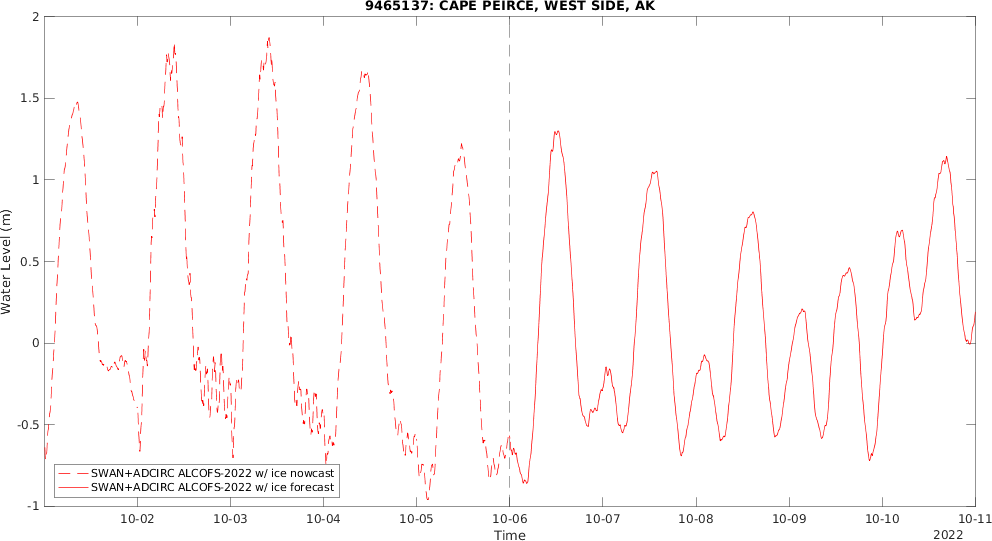 9465137: CAPE PEIRCE, WEST SIDE, AK
2
1.5
1
0.5
0
-0.5
-1
Water Level (m)
SWAN+ADCIRC ALCOFS-2022 w/ ice nowcast
SWAN+ADCIRC ALCOFS-2022 w/ ice forecast
10-02 10-03 10-04 10-05 10-06 10-07 10-08 10-09 10-10 10-11
Time
2022